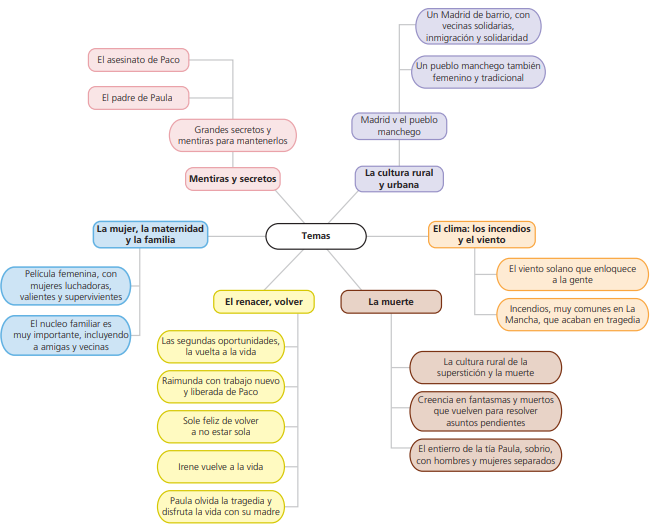 Un Madrid de barrio, con
vecinas solidarias,
inmigración y solidaridad
Un pueblo manchego también
femenino y tradicional
Madrid v el pueblo
manchego
La cultura rural
y urbana
El asesinato de Paco
El padre de Paula
Grandes secretos y
mentiras para mantenerlos
Mentiras y secretos
Temas
La mujer, la maternidad
y la familia
Película femenina, con
mujeres luchadoras,
valientes y supervivientes
El nucleo familiar es
muy importante, incluyendo
a amigas y vecinas
El clima: los incendios
y el viento
El viento solano que enloquece
a la gente
Incendios, muy comunes en La
Mancha, que acaban en tragedia
El renacer, volver
Las segundas oportunidades,
la vuelta a la vida
Raimunda con trabajo nuevo
y liberada de Paco
Sole feliz de volver
a no estar sola
Irene vuelve a la vida
Paula olvida la tragedia y
disfruta la vida con su madre
La muerte
La cultura rural de la
superstición y la muerte
Creencia en fantasmas y muertos
que vuelven para resolver
asuntos pendientes
El entierro de la tía Paula, sobrio,
con hombres y mujeres separados